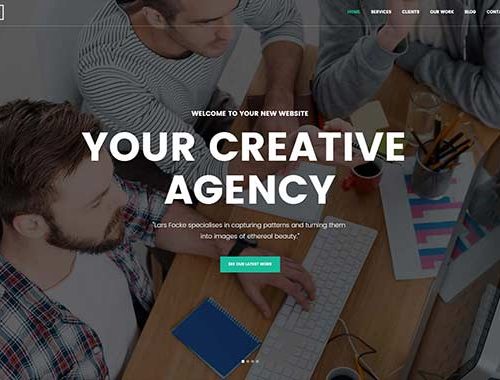 HOME SERVICES CLIENTS OUR WORK BLOG
WELCOME TO YOUR NEW WEBSITE
YOUR CREATIVE
AGENCY
"Lars Focke specialises in capturing patterns and turning them
into images of ethereal beauty."
SEE OUR LATEST WORK